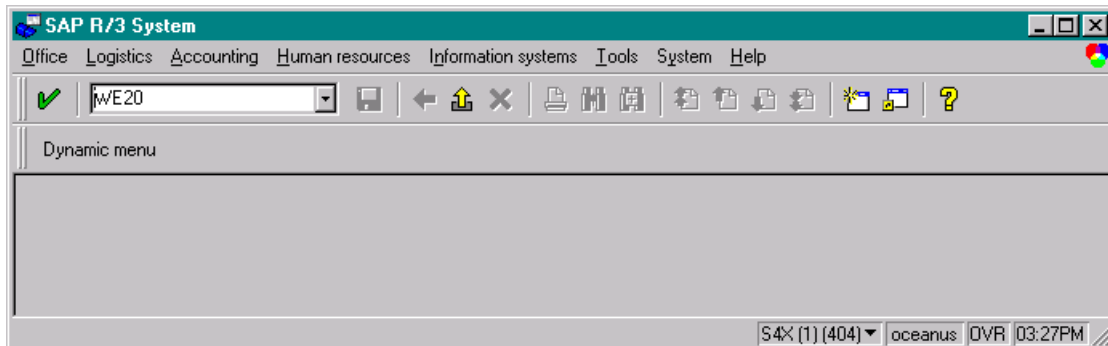 SAP R/3 System
Office Logistics Accounting Human resources Information systems Tools System Help
WE20
Dynamic menu
S4X (1) (404) oceanus OVR 03:27PM